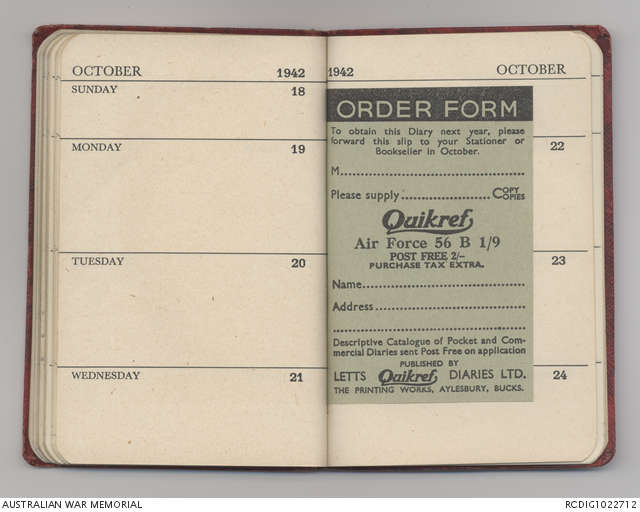 OCTOBER 1942
SUNDAY 18
MONDAY 19
TUESDAY 20
WEDNESDAY 21
1942 OCTOBER
22
23
24
ORDER FORM
To obtain this Diary next year, please
forward this slip to your Stationer or
Bookseller in October.
M....................................................
Please supply........................COPY COPIES
Quikref
Air Force 56 B 1/9
POST FREE 2/-
PURCHASE TAX EXTRA.
Name..............................................
Address..........................................
......................................................
Descriptive Catalogue of Pocket and Com-
mercial Diaries sent Post Free on application
PUBLISHED BY
LETTS Quikref DIARIES LTD.
THE PRINTING WORKS, AYLESBURY, BUCKS.
AUSTRALIAN WAR MEMORIAL RCDIG1022712